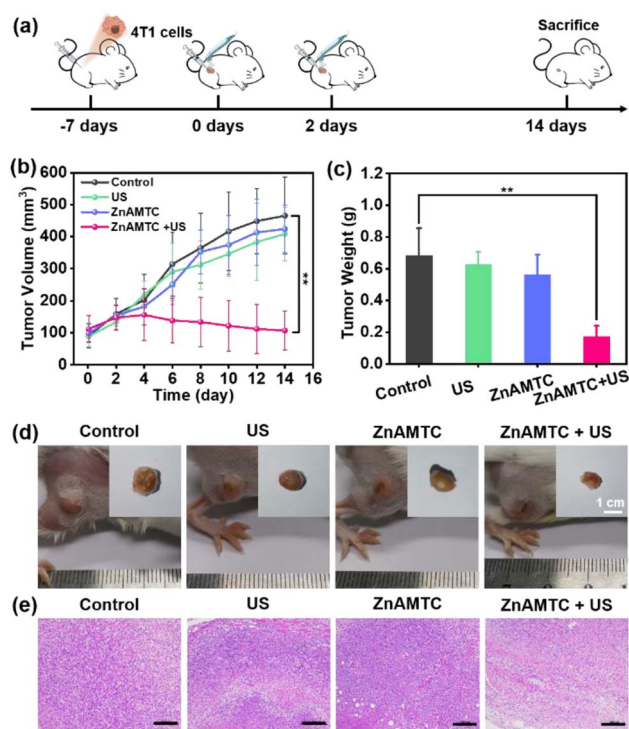 (a)
4T1 cells
Sacrifice
-7 days
0 days
2 days
14 days
(b)
600
500
400
300
200
100
0
Tumor Volume (mm³)
Control
US
ZnAMTC
ZnAMTC +US
**
0 2 4 6 8 10 12 14 16
Time (day)
(c)
1.2
1.0
0.8
0.6
0.4
0.2
0.0
Tumor Weight (g)
**
Control
US
ZnAMTC
ZnAMTC+US
(d)
Control
US
ZnAMTC
ZnAMTC + US
1 cm
(e)
Control
US
ZnAMTC
ZnAMTC + US